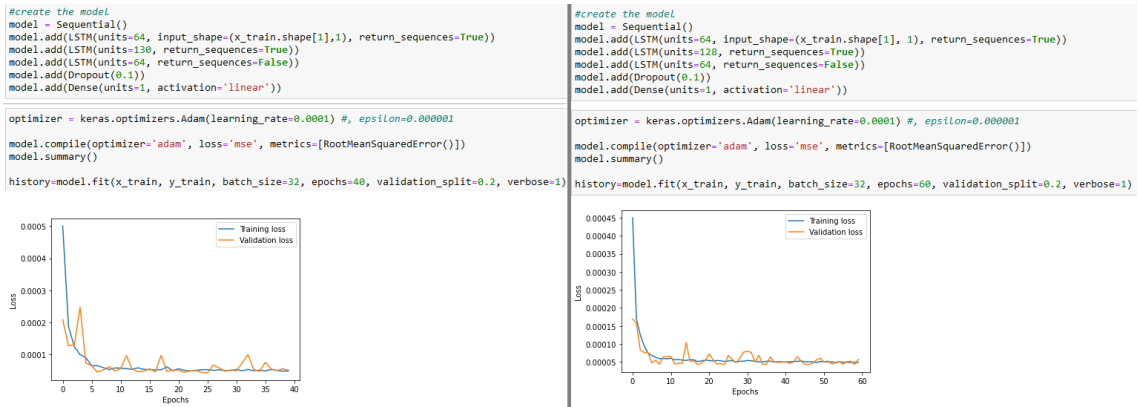 #create the model
model = Sequential()
model.add(LSTM(units=64, input_shape=(x_train.shape[1],1), return_sequences=True))
model.add(LSTM(units=130, return_sequences=True))
model.add(LSTM(units=64, return_sequences=False))
model.add(Dropout(0.1))
model.add(Dense(units=1, activation='linear'))
optimizer = keras.optimizers.Adam(learning_rate=0.0001) #, epsilon=0.000001
model.compile(optimizer='adam', loss='mse', metrics=[RootMeanSquaredError()])
model.summary()
history=model.fit(x_train, y_train, batch_size=32, epochs=40, validation_split=0.2, verbose=1)
Training loss
Validation loss
0.0005
0.0004
0.0003
0.0002
0.0001
Loss
0 5 10 15 20 25 30 35 40
Epochs
#create the model
model = Sequential()
model.add(LSTM(units=64, input_shape=(x_train.shape[1], 1), return_sequences=True))
model.add(LSTM(units=128, return_sequences=True))
model.add(LSTM(units=64, return_sequences=False))
model.add(Dropout(0.1))
model.add(Dense(units=1, activation='linear'))
optimizer = keras.optimizers.Adam(learning_rate=0.0001) #, epsilon=0.000001
model.compile(optimizer='adam', loss='mse', metrics=[RootMeanSquaredError()])
model.summary()
history=model.fit(x_train, y_train, batch_size=32, epochs=60, validation_split=0.2, verbose=1)
Training loss
Validation loss
0.00045
0.00040
0.00035
0.00030
0.00025
0.00020
0.00015
0.00010
0.00005
Loss
0 10 20 30 40 50 60
Epochs